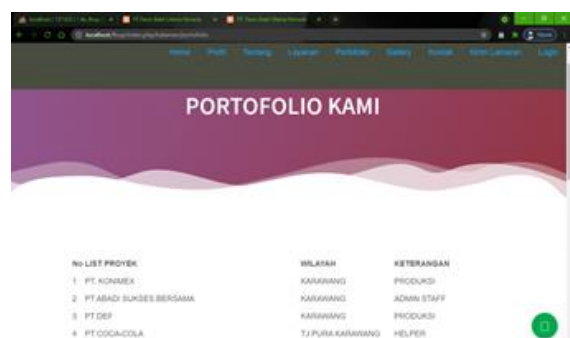 Home Profil Tentang Layanan Portofolio Gallery Kontak Kirim Lamaran Login
PORTOFOLIO KAMI
No LIST PROYEK WILAYAH KETERANGAN
1 PT. KONIMEX KARAWANG PRODUKSI
2 PT ABADI SUKSES BERSAMA KARAWANG ADMIN STAFF
3 PT DEF KARAWANG PRODUKSI
4 PT COCA-COLA TJ.PURA KARAWANG HELPER